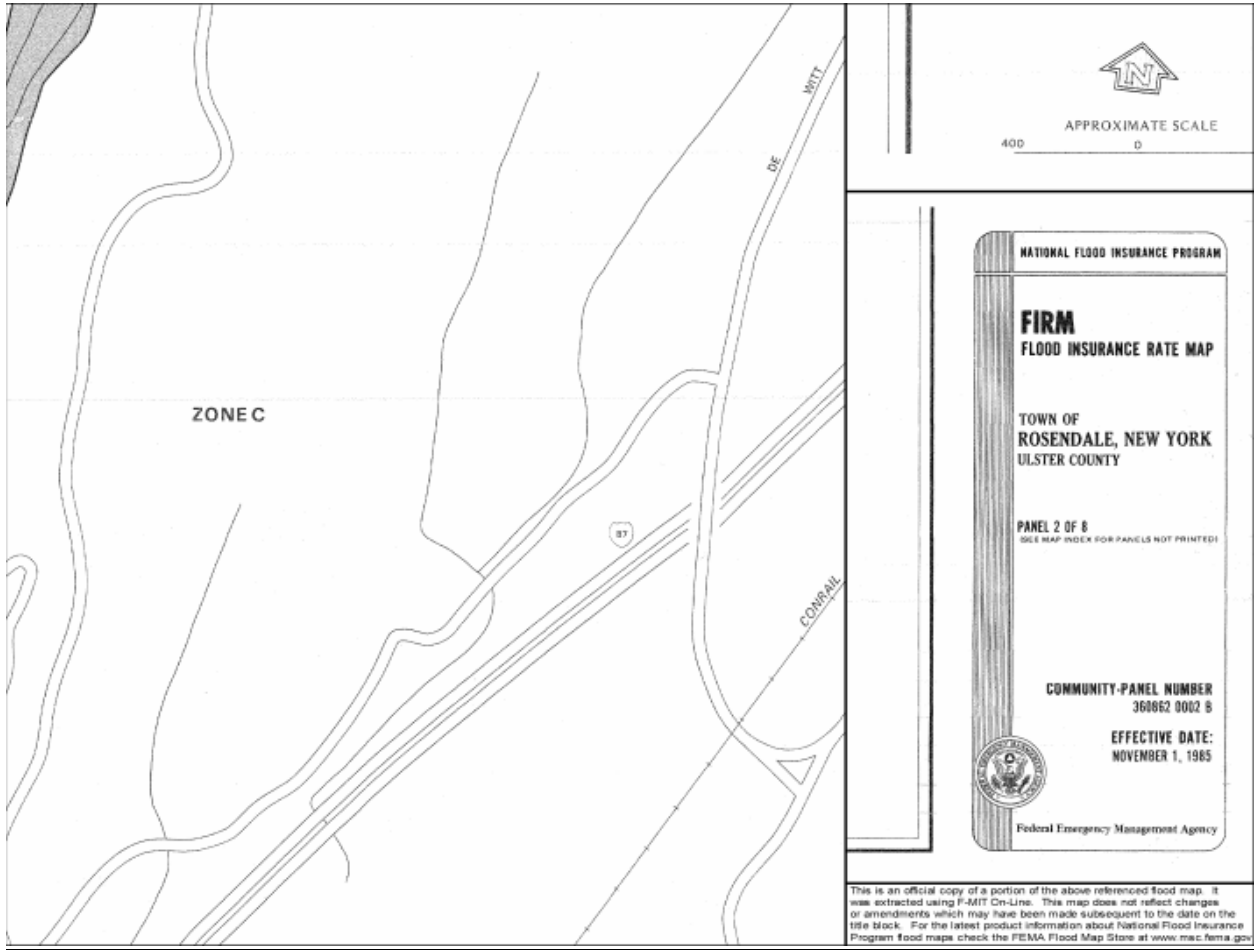 WITT
DE
ZONE C
87
CONRAIL
N
APPROXIMATE SCALE
400 0
NATIONAL FLOOD INSURANCE PROGRAM
FIRM
FLOOD INSURANCE RATE MAP
TOWN OF
ROSENDALE, NEW YORK
ULSTER COUNTY
PANEL 2 OF 8
(SEE MAP INDEX FOR PANELS NOT PRINTED)
COMMUNITY-PANEL NUMBER
360862 0002 B
EFFECTIVE DATE:
NOVEMBER 1, 1985
Federal Emergency Management Agency
This is an official copy of a portion of the above referenced flood map. It
was extracted using F-MIT On-Line. This map does not reflect changes
or amendments which may have been made subsequent to the date on the
title block. For the latest product information about National Flood Insurance
Program flood maps check the FEMA Flood Map Store at www.msc.fema.gov